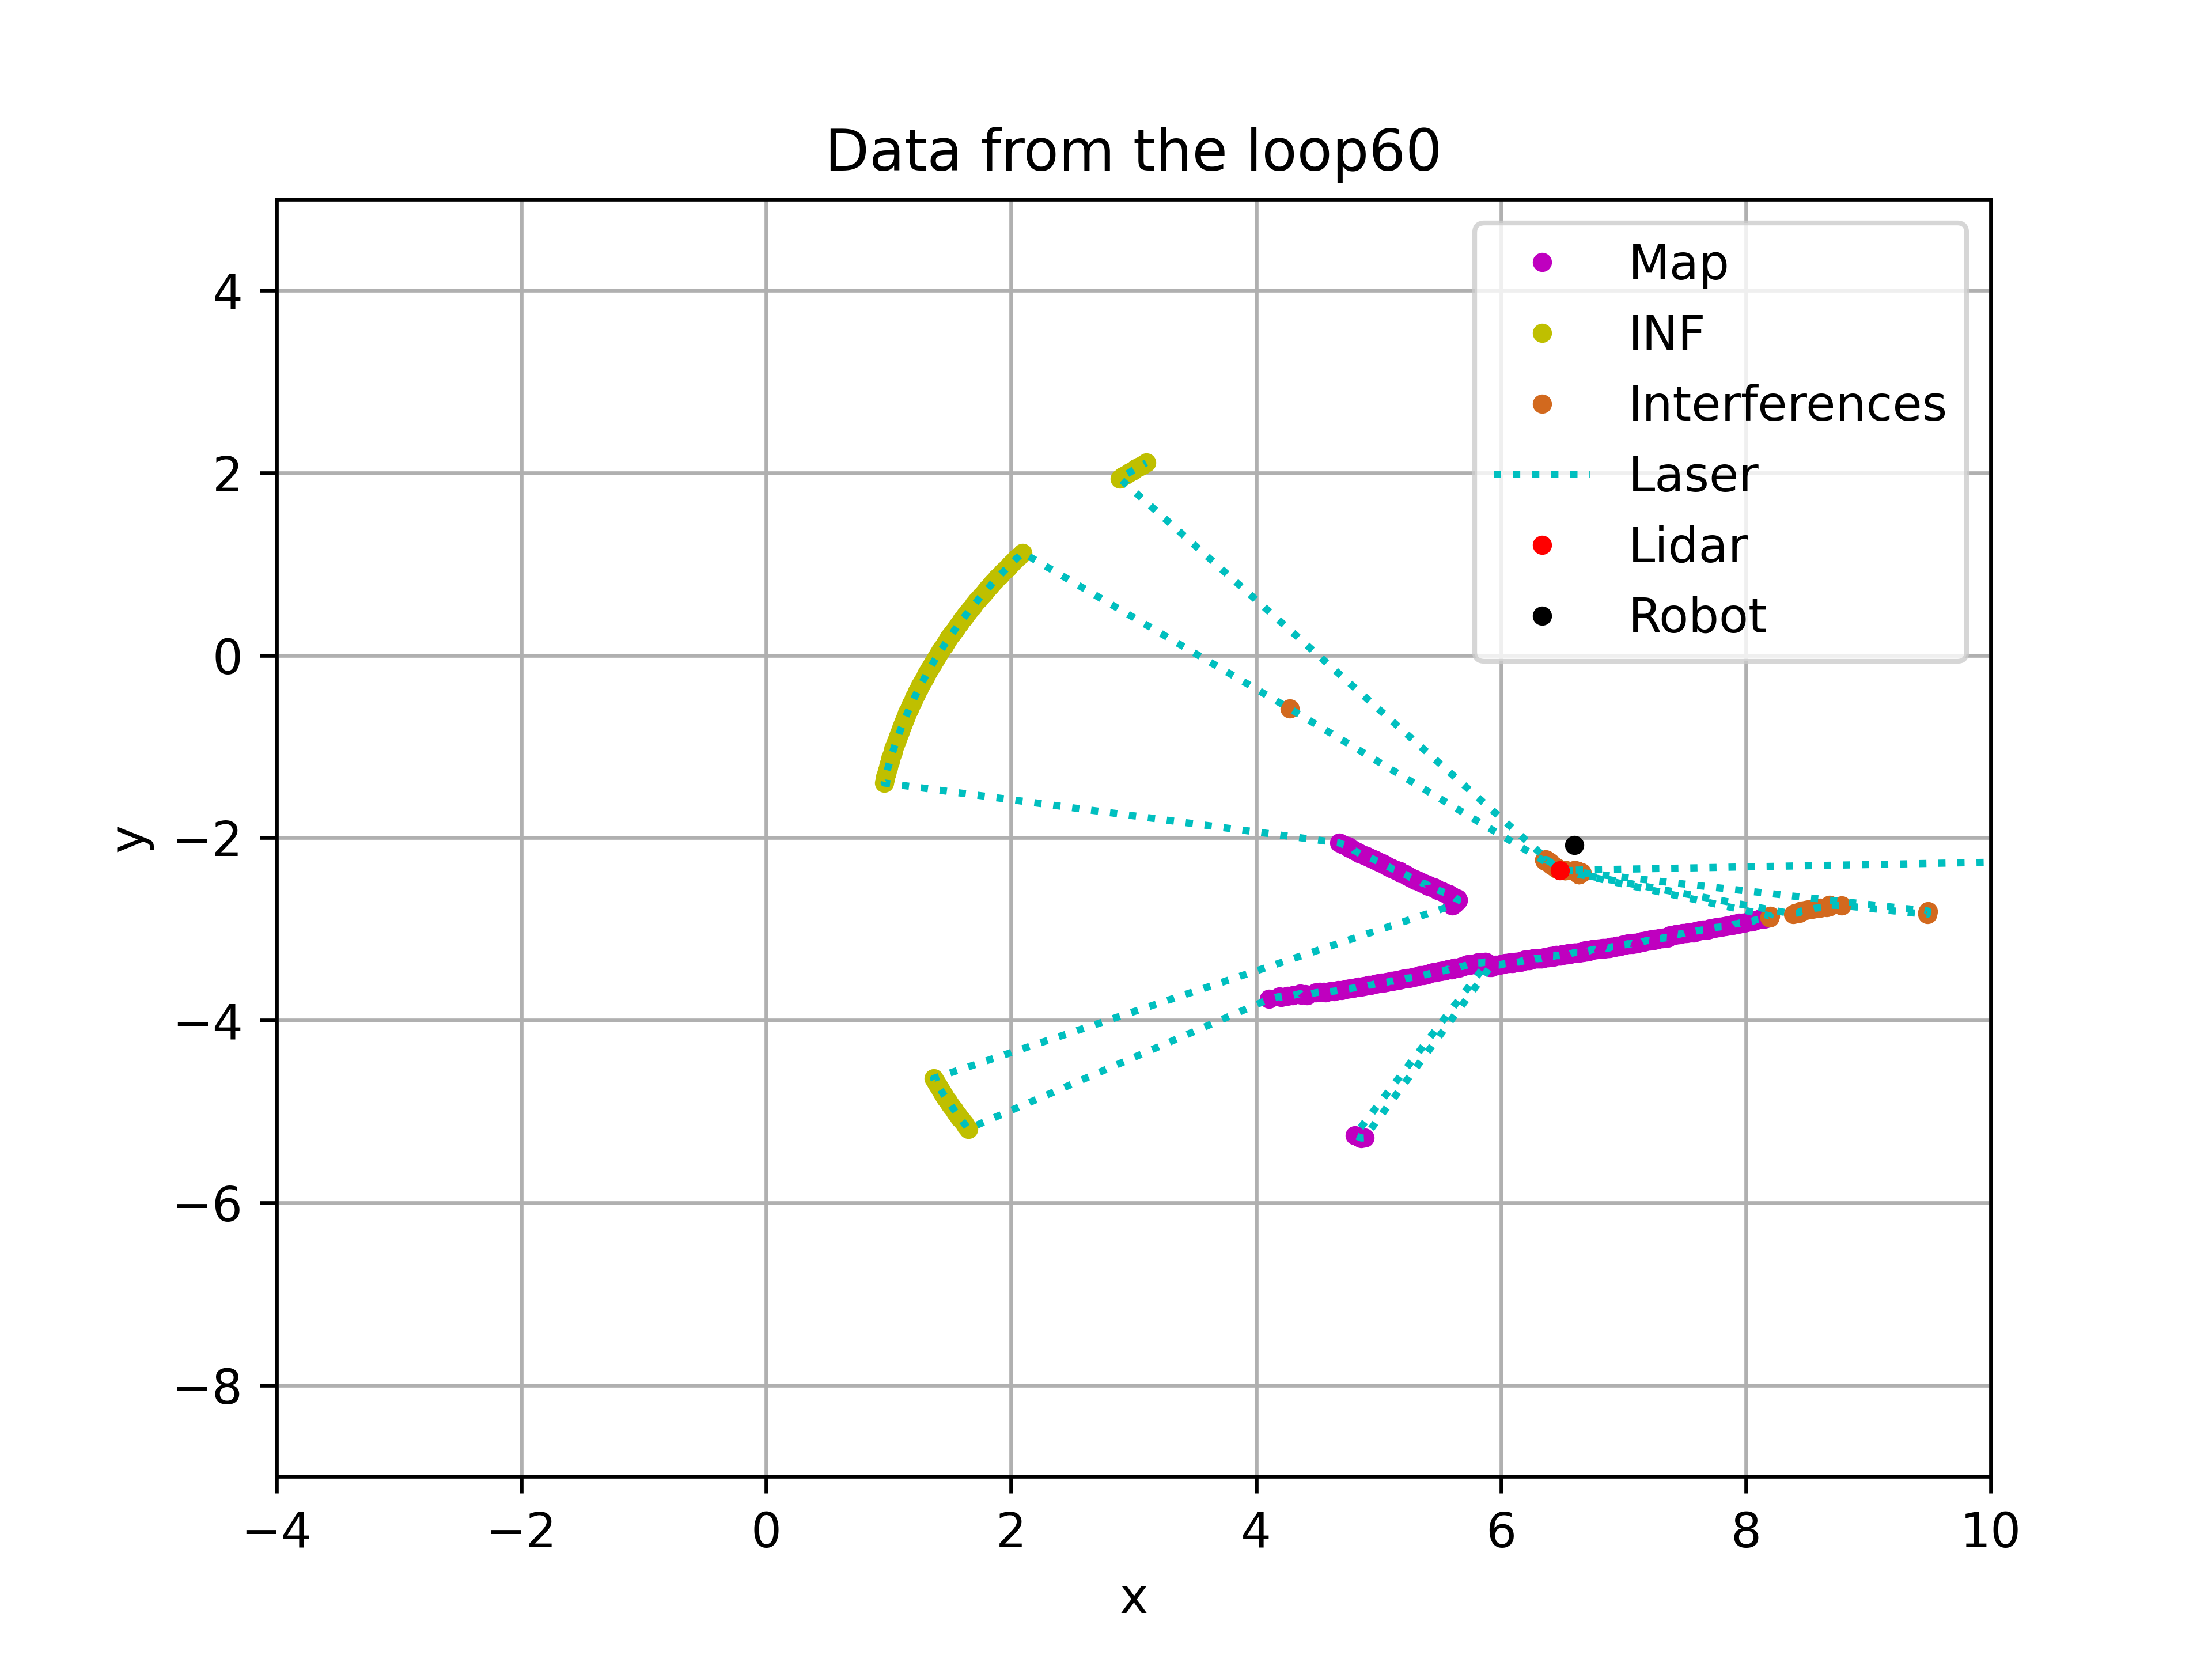 Data from the loop60
Map
INF
Interferences
Laser
Lidar
Robot
4
2
0
−2
−4
−6
−8
y
−4 −2 0 2 4 6 8 10
x